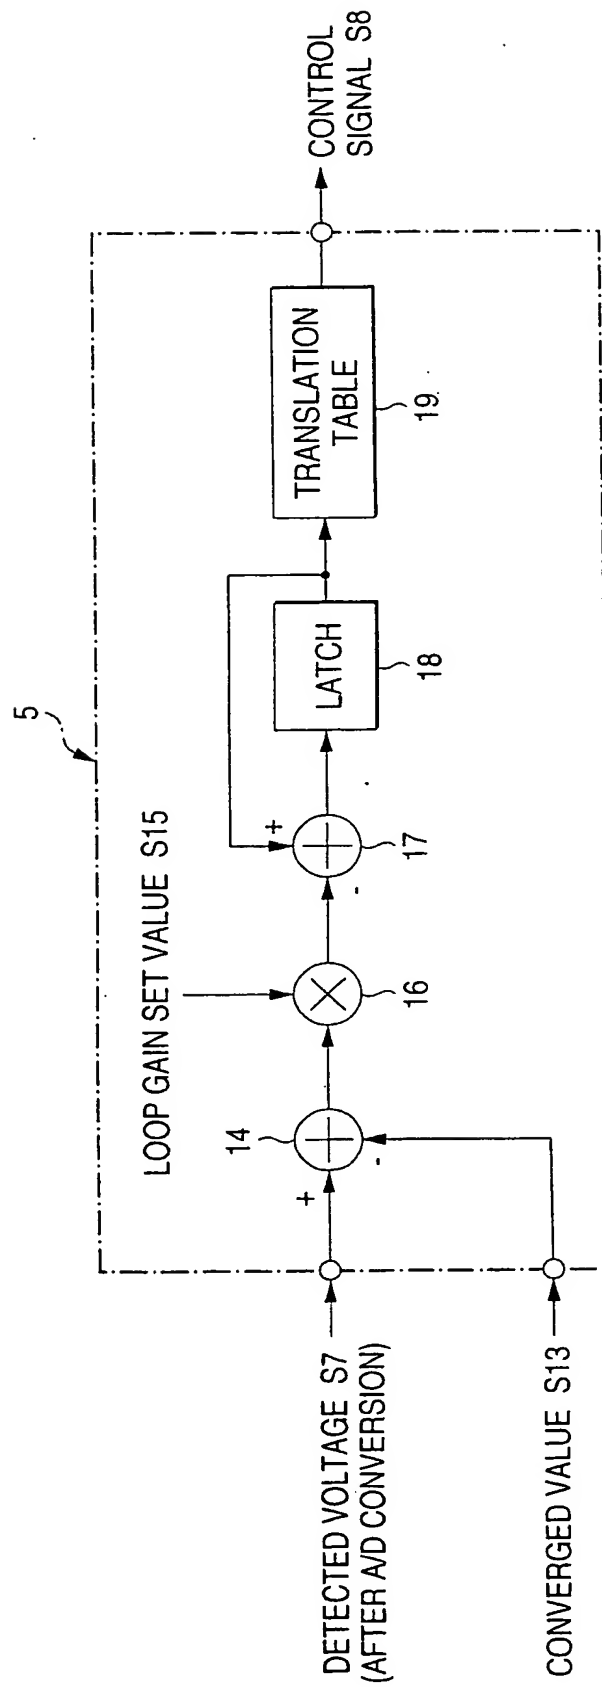 5
LOOP GAIN SET VALUE S15
DETECTED VOLTAGE S7
(AFTER A/D CONVERSION)
CONVERGED VALUE S13
+
-
14
16
+
-
17
LATCH
18
TRANSLATION
TABLE
19
CONTROL
SIGNAL S8